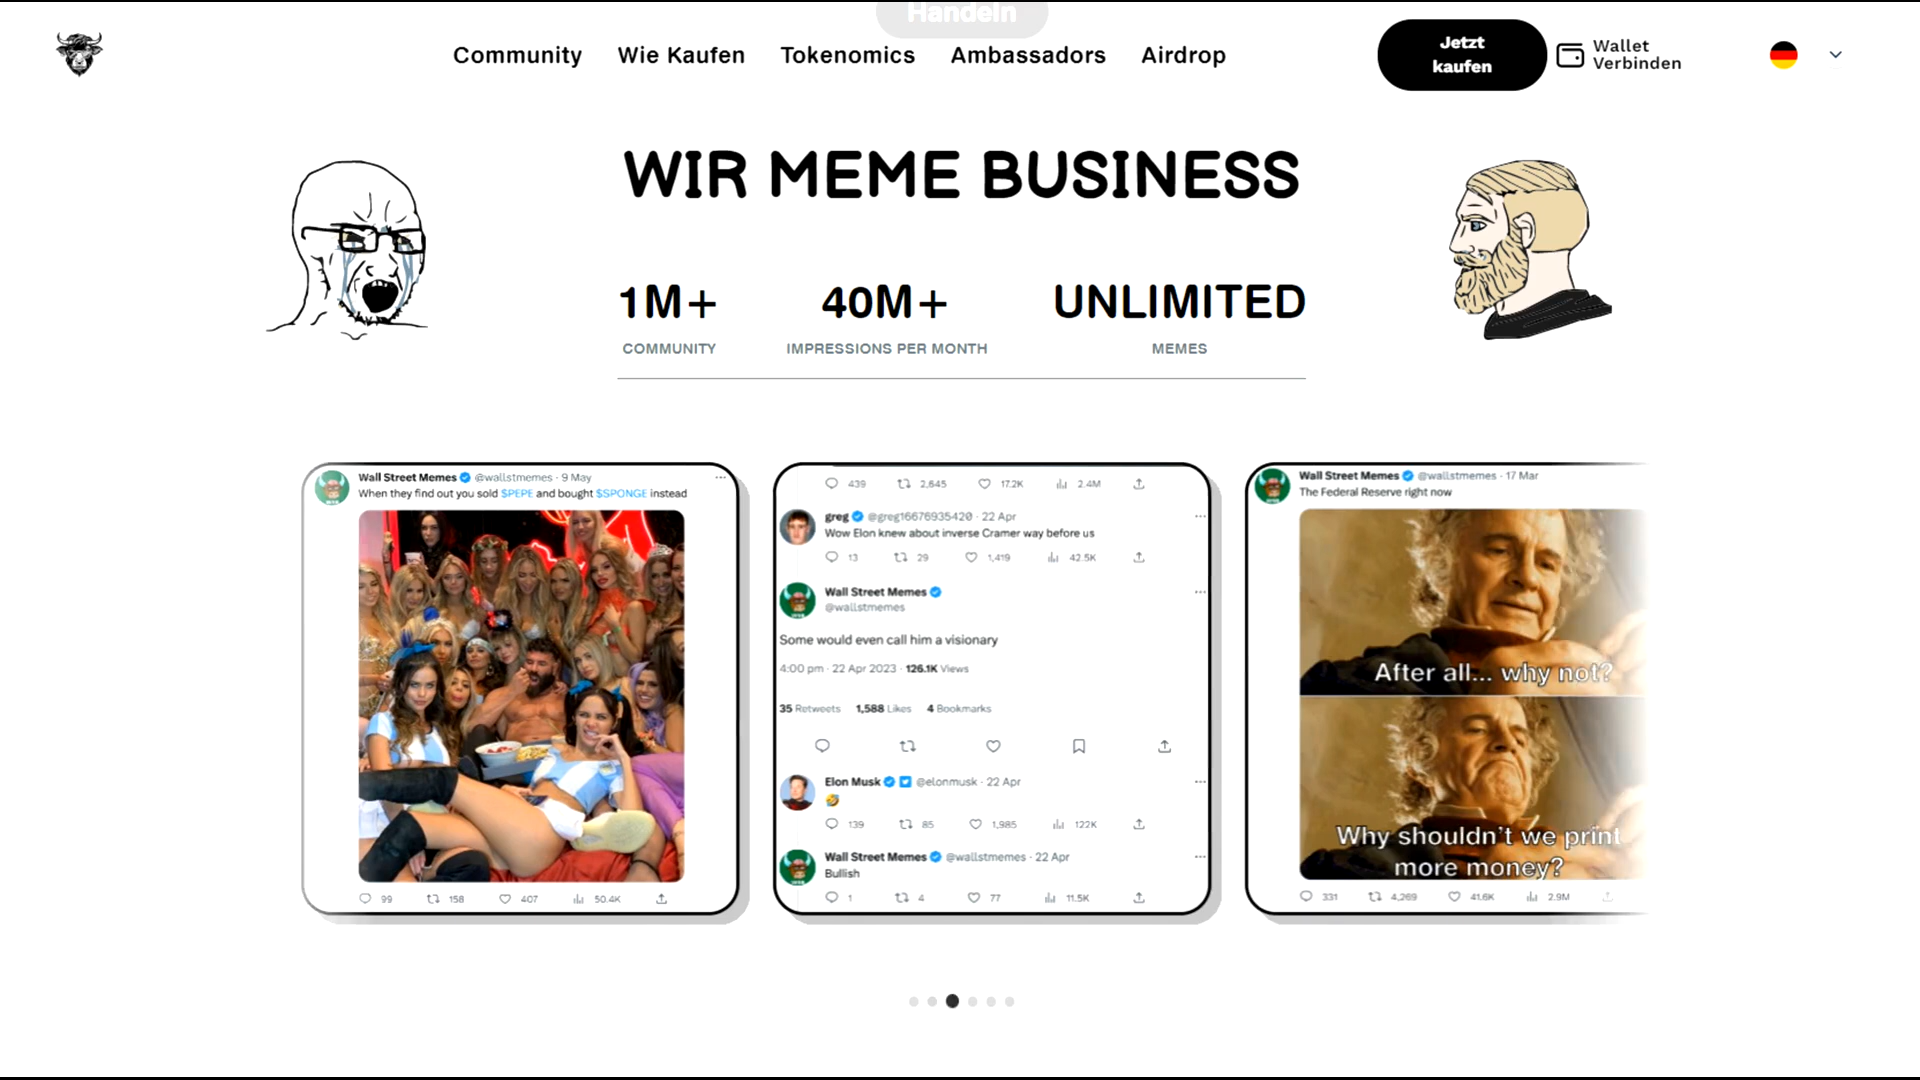 Handeln
Community Wie Kaufen Tokenomics Ambassadors Airdrop
Jetzt
kaufen
Wallet
Verbinden
WIR MEME BUSINESS
1M+ 40M+ UNLIMITED
COMMUNITY IMPRESSIONS PER MONTH MEMES
Wall Street Memes @wallstmemes · 9 May
When they find out you sold $PEPE and bought $SPONGE instead
99 158 407 50.4K
439 2,645 17.2K 2.4M
greg @greg16676935420 · 22 Apr
Wow Elon knew about inverse Cramer way before us
13 29 1,419 42.5K
Wall Street Memes
@wallstmemes
Some would even call him a visionary
4:00 pm · 22 Apr 2023 · 126.1K Views
35 Retweets 1,588 Likes 4 Bookmarks
Elon Musk @elonmusk · 22 Apr
🤣
139 85 1,985 122K
Wall Street Memes @wallstmemes · 22 Apr
Bullish
1 4 77 11.5K
Wall Street Memes @wallstmemes · 17 Mar
The Federal Reserve right now
After all... why not?
Why shouldn't we print
more money?
331 4,269 41.6K 2.9M